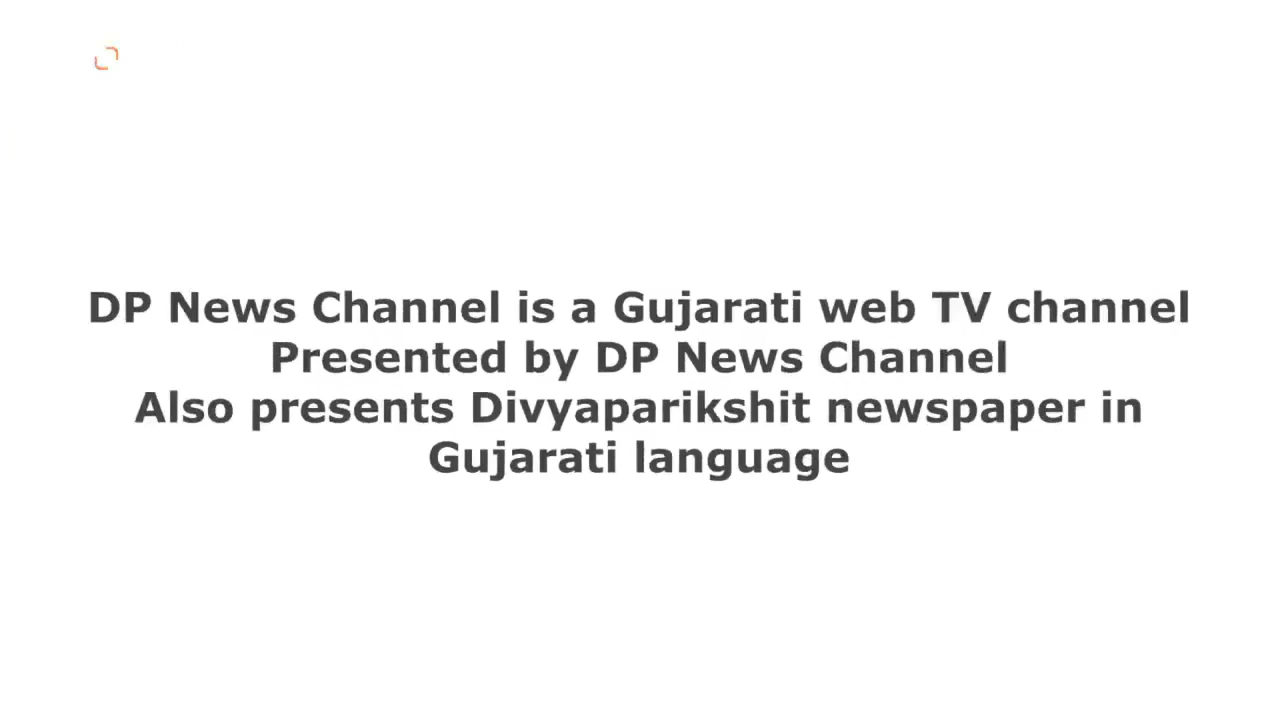 DP News Channel is a Gujarati web TV channel
Presented by DP News Channel
Also presents Divyaparikshit newspaper in
Gujarati language